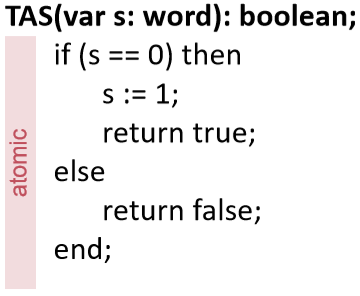 TAS(var s: word): boolean;
if (s == 0) then
s := 1;
return true;
else
return false;
end;
atomic